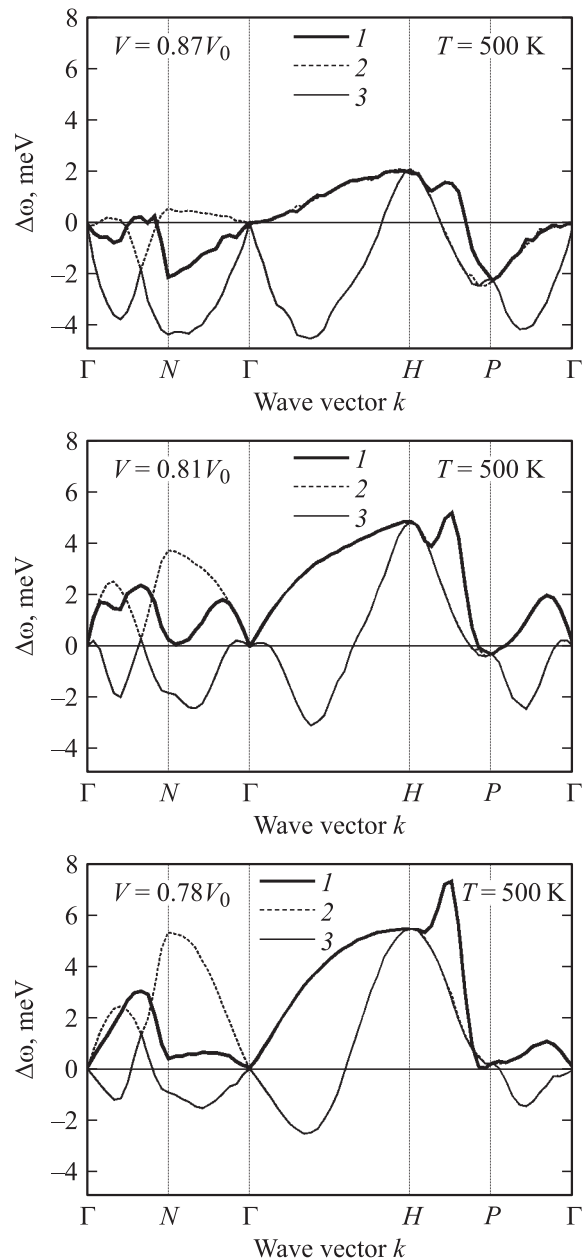 8
V = 0.87V₀
1
T = 500 K
6
2
3
4
2
0
−2
−4
Δω, meV
Γ N Γ H P Γ
Wave vector k
8
V = 0.81V₀
1
T = 500 K
6
2
3
4
2
0
−2
−4
Δω, meV
Γ N Γ H P Γ
Wave vector k
8
V = 0.78V₀
1
T = 500 K
6
2
3
4
2
0
−2
−4
Δω, meV
Γ N Γ H P Γ
Wave vector k